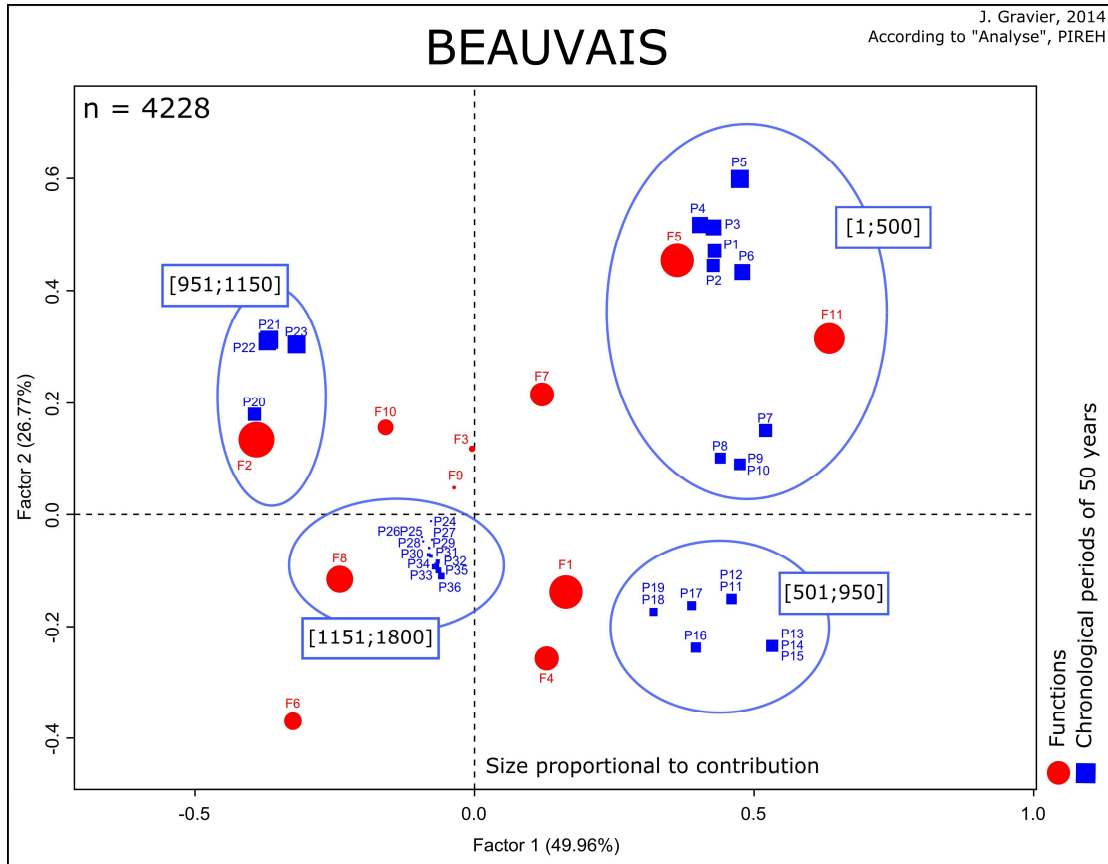 J. Gravier, 2014
According to "Analyse", PIREH
BEAUVAIS
n = 4228
P5
P4
P3
[1;500]
F5
P1
P6
P2
[951;1150]
F11
P21
P23
P22
F7
P20
F10
P7
F3
F2
P8
P9
P10
F9
P24
P26
P25
P27
P28
P29
P30
P31
F8
P34
P32
P33
P35
P36
F1
P19
P18
P17
P12
P11
[501;950]
[1151;1800]
P16
P13
P14
P15
F4
F6
Size proportional to contribution
0.6
0.4
0.2
0.0
-0.2
-0.4
Factor 2 (26.77%)
-0.5
0.0
0.5
1.0
Factor 1 (49.96%)
Functions
Chronological periods of 50 years